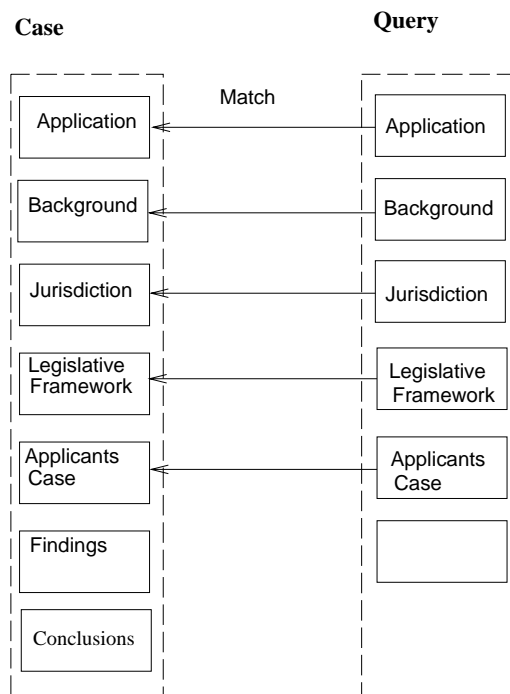 Case
Query
Match
Application
Application
Background
Background
Jurisdiction
Jurisdiction
Legislative
Framework
Legislative
Framework
Applicants
Case
Applicants
Case
Findings
Conclusions